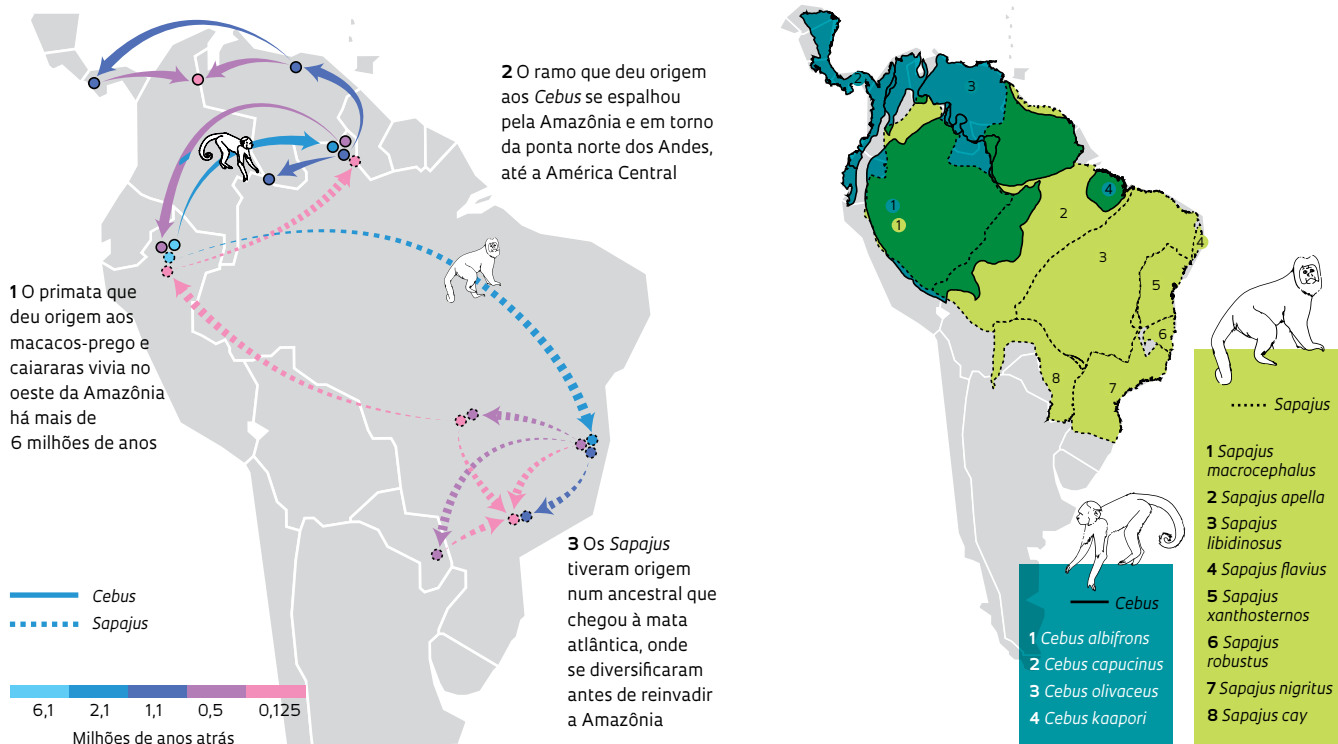 2 O ramo que deu origem
aos Cebus se espalhou
pela Amazônia e em torno
da ponta norte dos Andes,
até a América Central
1 O primata que
deu origem aos
macacos-prego e
caiararas vivia no
oeste da Amazônia
há mais de
6 milhões de anos
3 Os Sapajus
tiveram origem
num ancestral que
chegou à mata
atlântica, onde
se diversificaram
antes de reinvadir
a Amazônia
Cebus
Sapajus
6,1 2,1 1,1 0,5 0,125
Milhões de anos atrás
2
3
1
1
4
2
3
4
5
6
7
8
Cebus
1 Cebus albifrons
2 Cebus capucinus
3 Cebus olivaceus
4 Cebus kaapori
Sapajus
1 Sapajus
macrocephalus
2 Sapajus apella
3 Sapajus
libidinosus
4 Sapajus flavius
5 Sapajus
xanthosternos
6 Sapajus
robustus
7 Sapajus nigritus
8 Sapajus cay